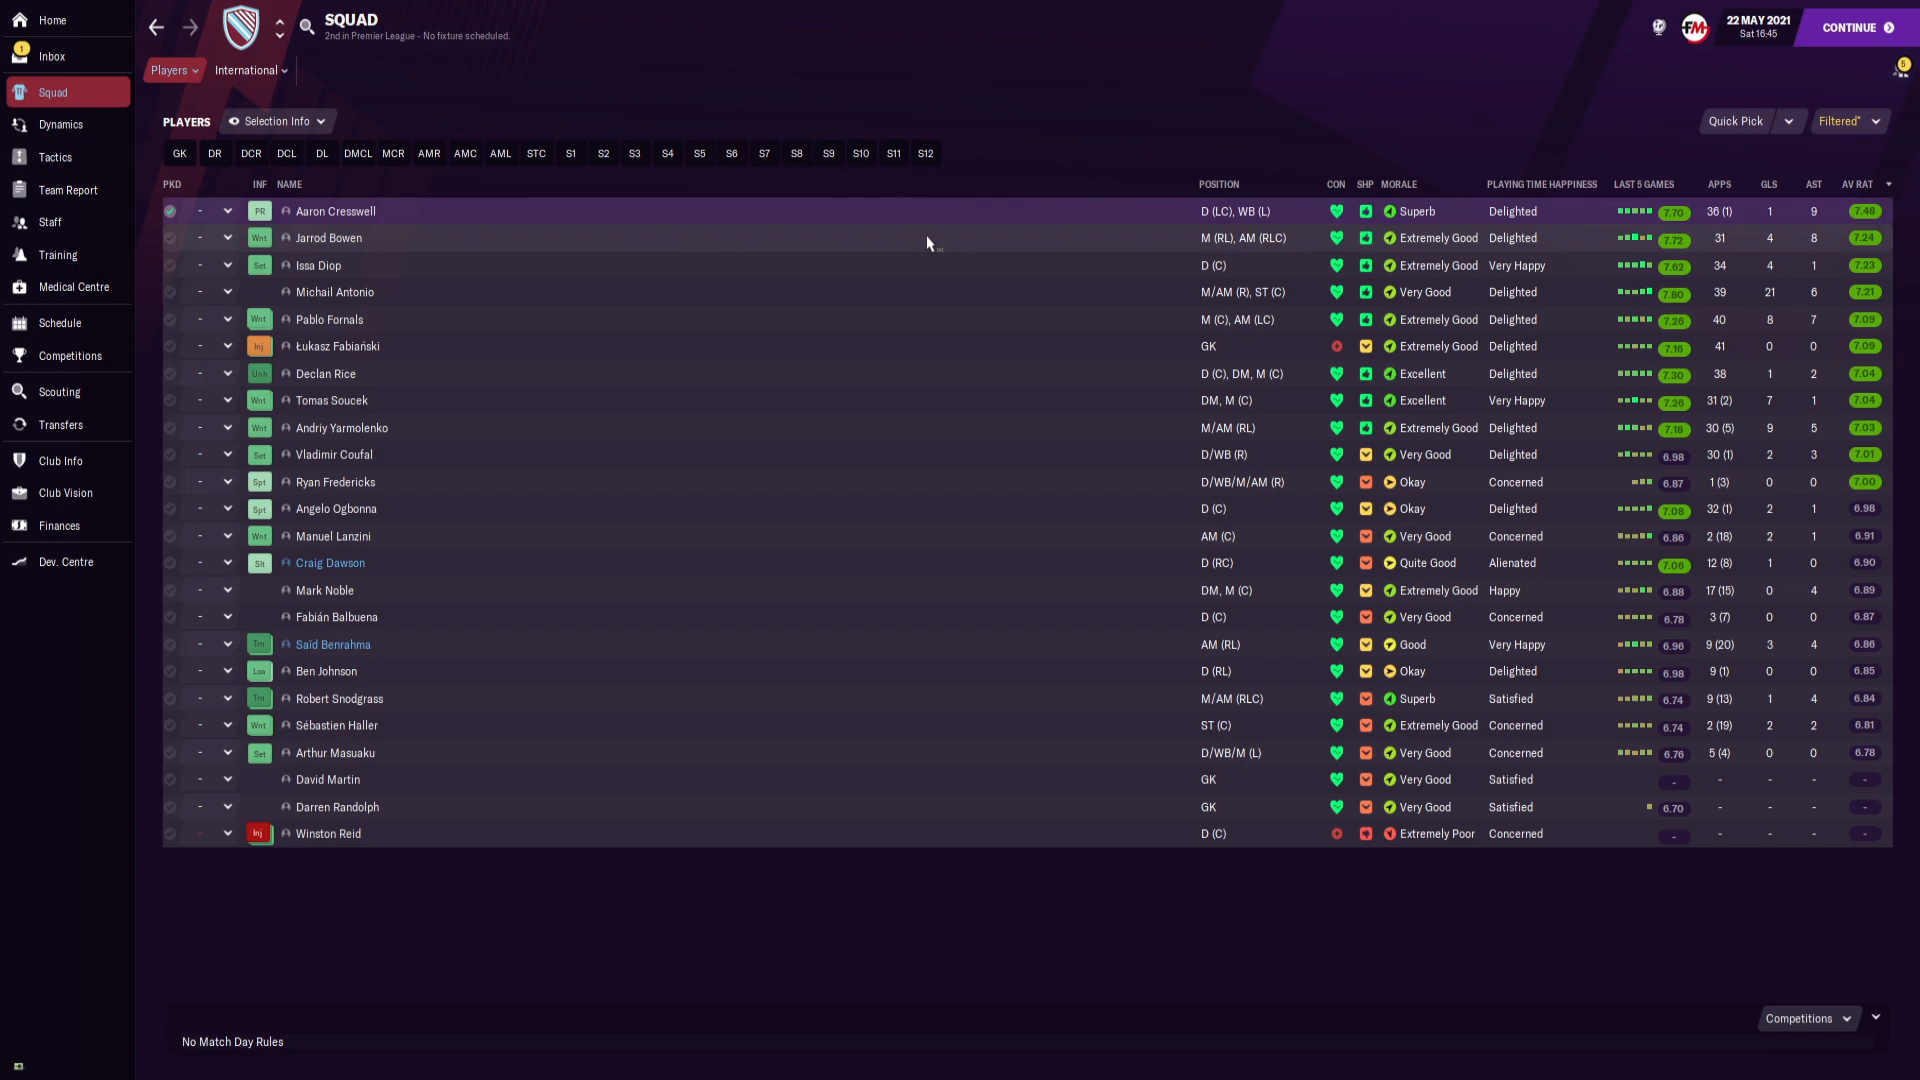 Home
Inbox
1
Squad
Dynamics
Tactics
Team Report
Staff
Training
Medical Centre
Schedule
Competitions
Scouting
Transfers
Club Info
Club Vision
Finances
Dev. Centre
SQUAD
2nd in Premier League - No fixture scheduled.
FM
22 MAY 2021
Sat 16:45
CONTINUE
Players
International
5
PLAYERS
Selection Info
Quick Pick
Filtered*
GK DR DCR DCL DL DMCL MCR AMR AMC AML STC S1 S2 S3 S4 S5 S6 S7 S8 S9 S10 S11 S12
PKD INF NAME POSITION CON SHP MORALE PLAYING TIME HAPPINESS LAST 5 GAMES APPS GLS AST AV RAT
- PR Aaron Cresswell D (LC), WB (L) Superb Delighted 7.70 36 (1) 1 9 7.48
- Wnt Jarrod Bowen M (RL), AM (RLC) Extremely Good Delighted 7.72 31 4 8 7.24
- Set Issa Diop D (C) Extremely Good Very Happy 7.62 34 4 1 7.23
- Michail Antonio M/AM (R), ST (C) Very Good Delighted 7.80 39 21 6 7.21
- Wnt Pablo Fornals M (C), AM (LC) Extremely Good Delighted 7.26 40 8 7 7.09
- Inj Łukasz Fabiański GK Extremely Good Delighted 7.16 41 0 0 7.09
- Unh Declan Rice D (C), DM, M (C) Excellent Delighted 7.30 38 1 2 7.04
- Wnt Tomas Soucek DM, M (C) Excellent Very Happy 7.26 31 (2) 7 1 7.04
- Wnt Andriy Yarmolenko M/AM (RL) Extremely Good Delighted 7.18 30 (5) 9 5 7.03
- Set Vladimir Coufal D/WB (R) Very Good Delighted 6.98 30 (1) 2 3 7.01
- Spt Ryan Fredericks D/WB/M/AM (R) Okay Concerned 6.87 1 (3) 0 0 7.00
- Spt Angelo Ogbonna D (C) Okay Delighted 7.08 32 (1) 2 1 6.98
- Wnt Manuel Lanzini AM (C) Very Good Concerned 6.86 2 (18) 2 1 6.91
- Slt Craig Dawson D (RC) Quite Good Alienated 7.06 12 (8) 1 0 6.90
- Mark Noble DM, M (C) Extremely Good Happy 6.88 17 (15) 0 4 6.89
- Fabián Balbuena D (C) Very Good Concerned 6.78 3 (7) 0 0 6.87
- Trn Saïd Benrahma AM (RL) Good Very Happy 6.96 9 (20) 3 4 6.86
- Loa Ben Johnson D (RL) Okay Delighted 6.98 9 (1) 0 0 6.85
- Trn Robert Snodgrass M/AM (RLC) Superb Satisfied 6.74 9 (13) 1 4 6.84
- Wnt Sébastien Haller ST (C) Extremely Good Concerned 6.74 2 (19) 2 2 6.81
- Set Arthur Masuaku D/WB/M (L) Very Good Concerned 6.76 5 (4) 0 0 6.78
- David Martin GK Very Good Satisfied - - - - -
- Darren Randolph GK Very Good Satisfied 6.70 - - - -
- Inj Winston Reid D (C) Extremely Poor Concerned - - - - -
Competitions
No Match Day Rules